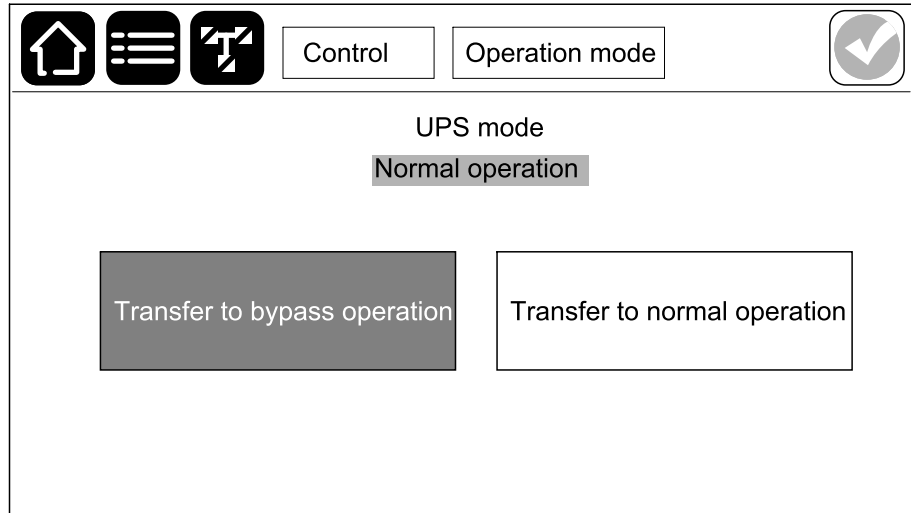 Control
Operation mode
UPS mode
Normal operation
Transfer to bypass operation
Transfer to normal operation